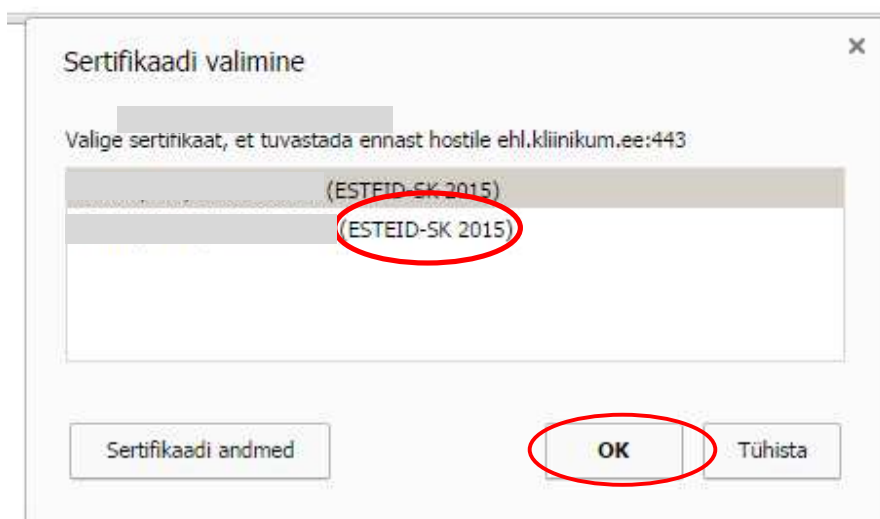 Sertifikaadi valimine
Valige sertifikaat, et tuvastada ennast hostile ehl.kliinikum.ee:443
(ESTEID-SK 2015)
(ESTEID-SK 2015)
Sertifikaadi andmed OK Tühista